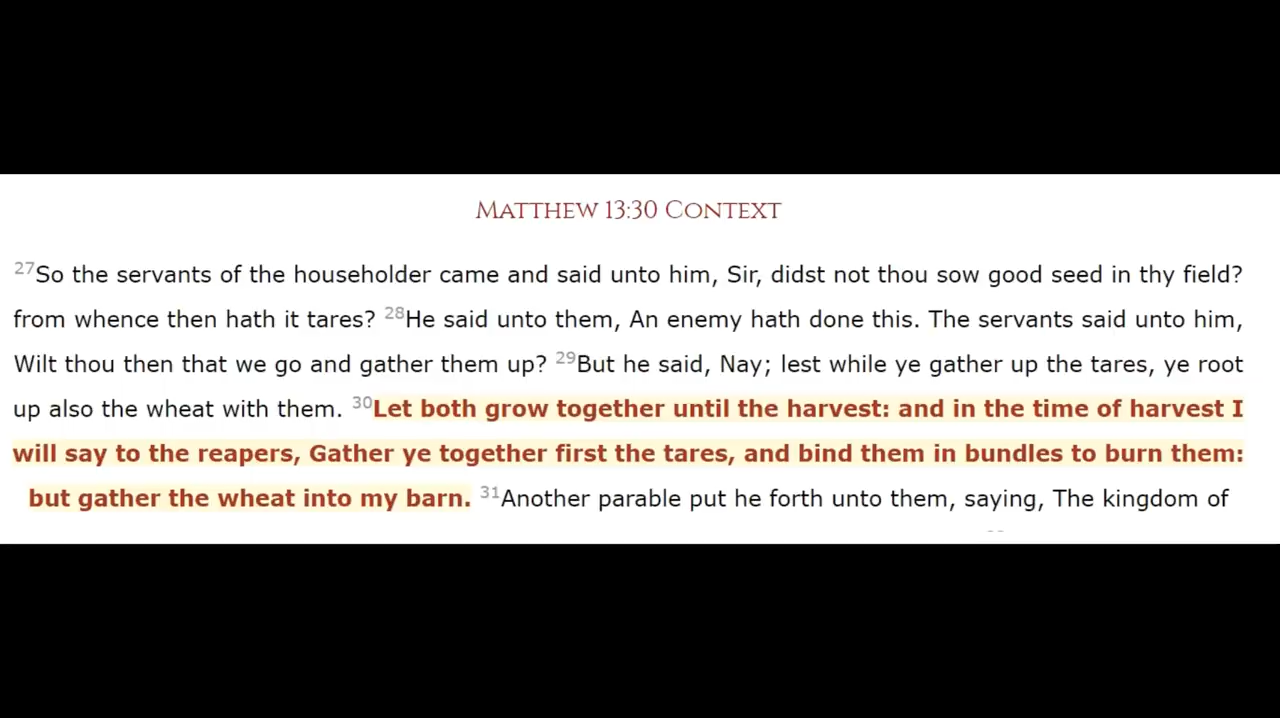 Matthew 13:30 Context
27So the servants of the householder came and said unto him, Sir, didst not thou sow good seed in thy field?
from whence then hath it tares? 28He said unto them, An enemy hath done this. The servants said unto him,
Wilt thou then that we go and gather them up? 29But he said, Nay; lest while ye gather up the tares, ye root
up also the wheat with them. 30Let both grow together until the harvest: and in the time of harvest I
will say to the reapers, Gather ye together first the tares, and bind them in bundles to burn them:
but gather the wheat into my barn. 31Another parable put he forth unto them, saying, The kingdom of